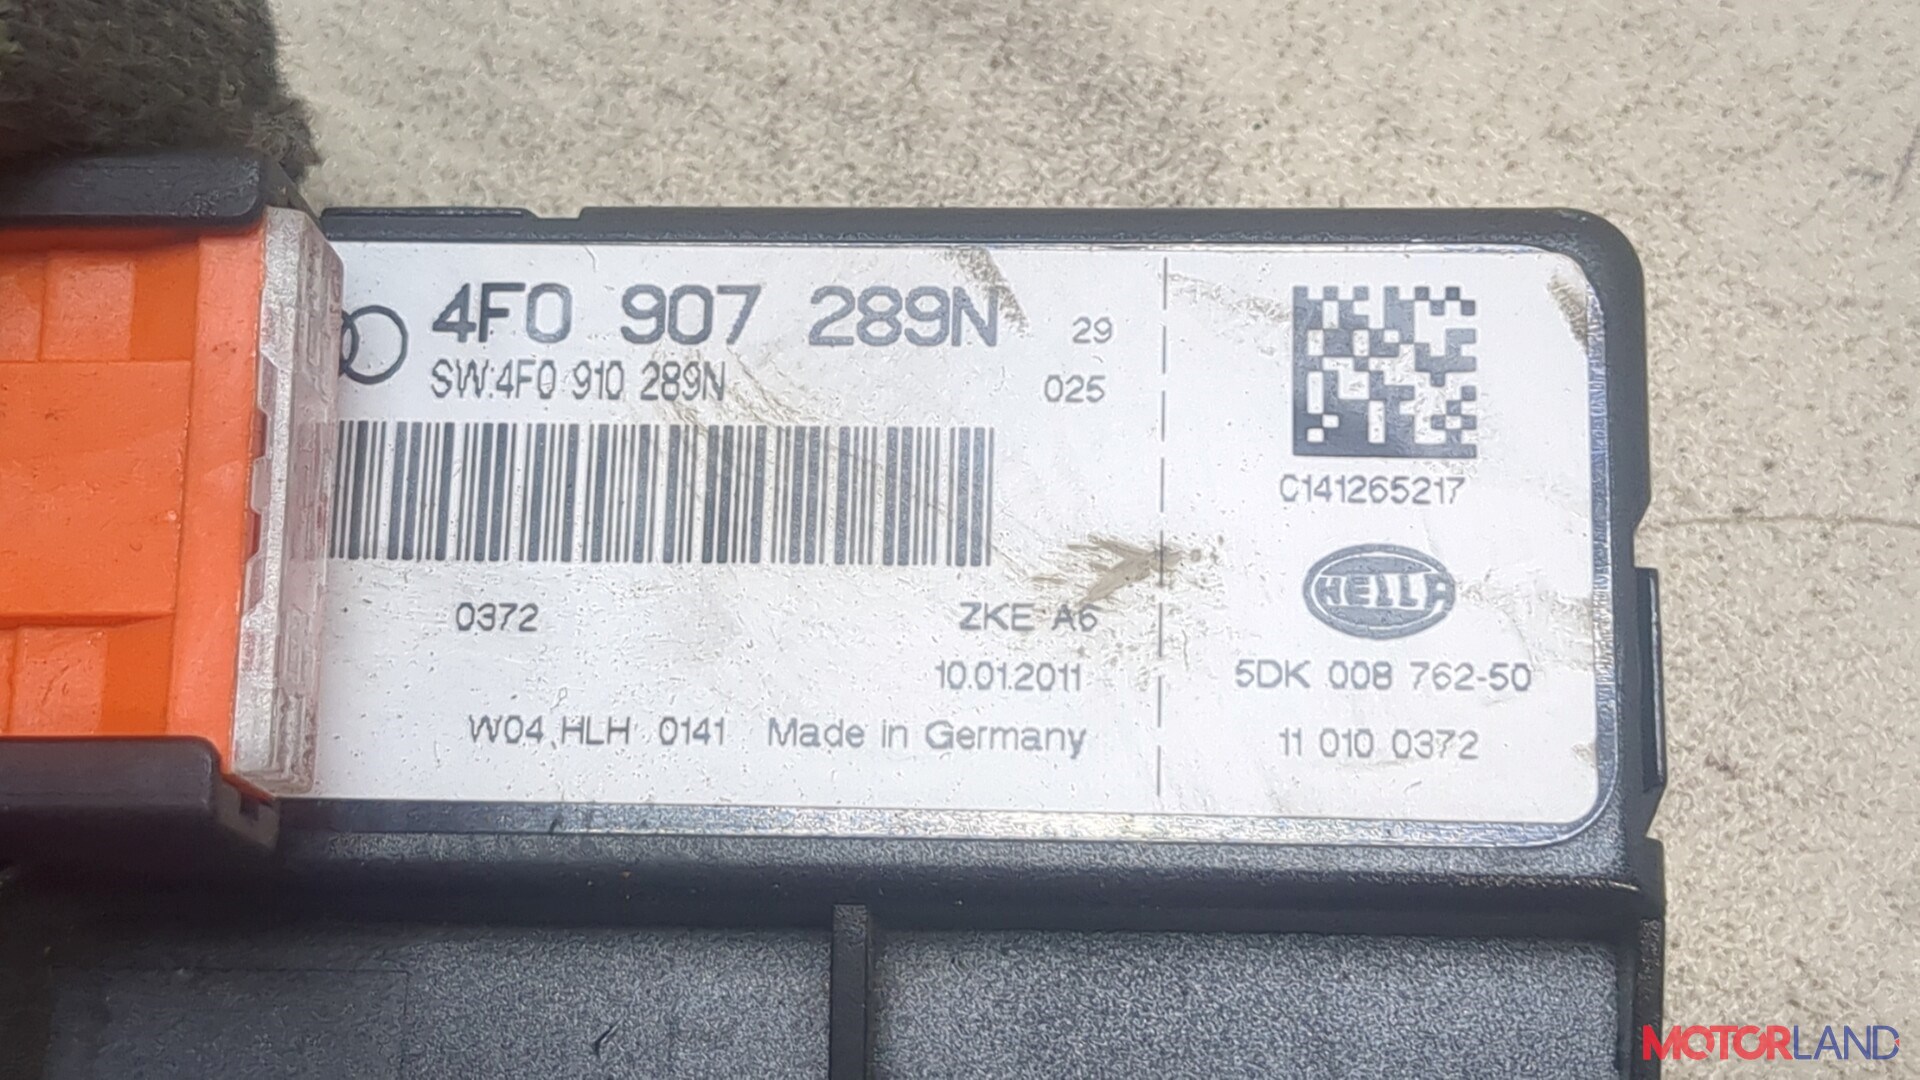 4F0 907 289N
29
SW:4F0 910 289N
025
0372
ZKE A6
10.01.2011
W04 HLH 0141 Made in Germany
C141265217
HELLA
5DK 008 762-50
11 010 0372
MOTORLAND